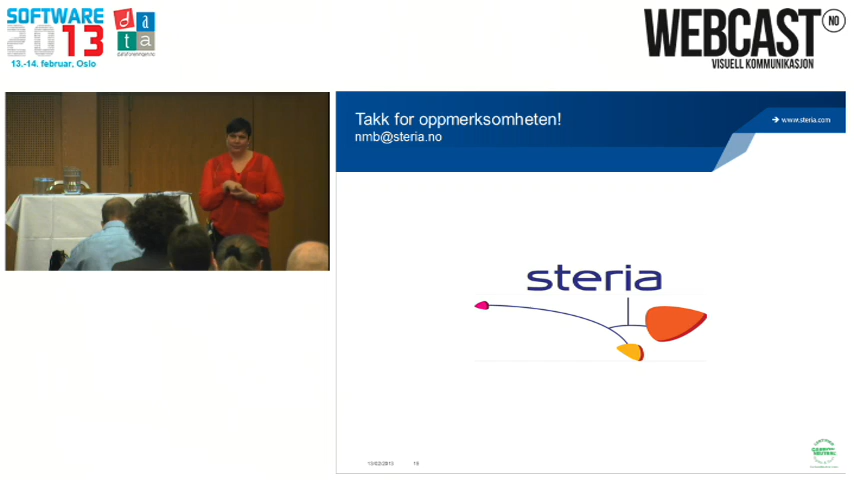 SOFTWARE
2013
13.-14. februar, Oslo
data
WEBCAST
NO
VISUELL KOMMUNIKASJON
Takk for oppmerksomheten!
nmb@steria.no
www.steria.com
steria
13/02/2013